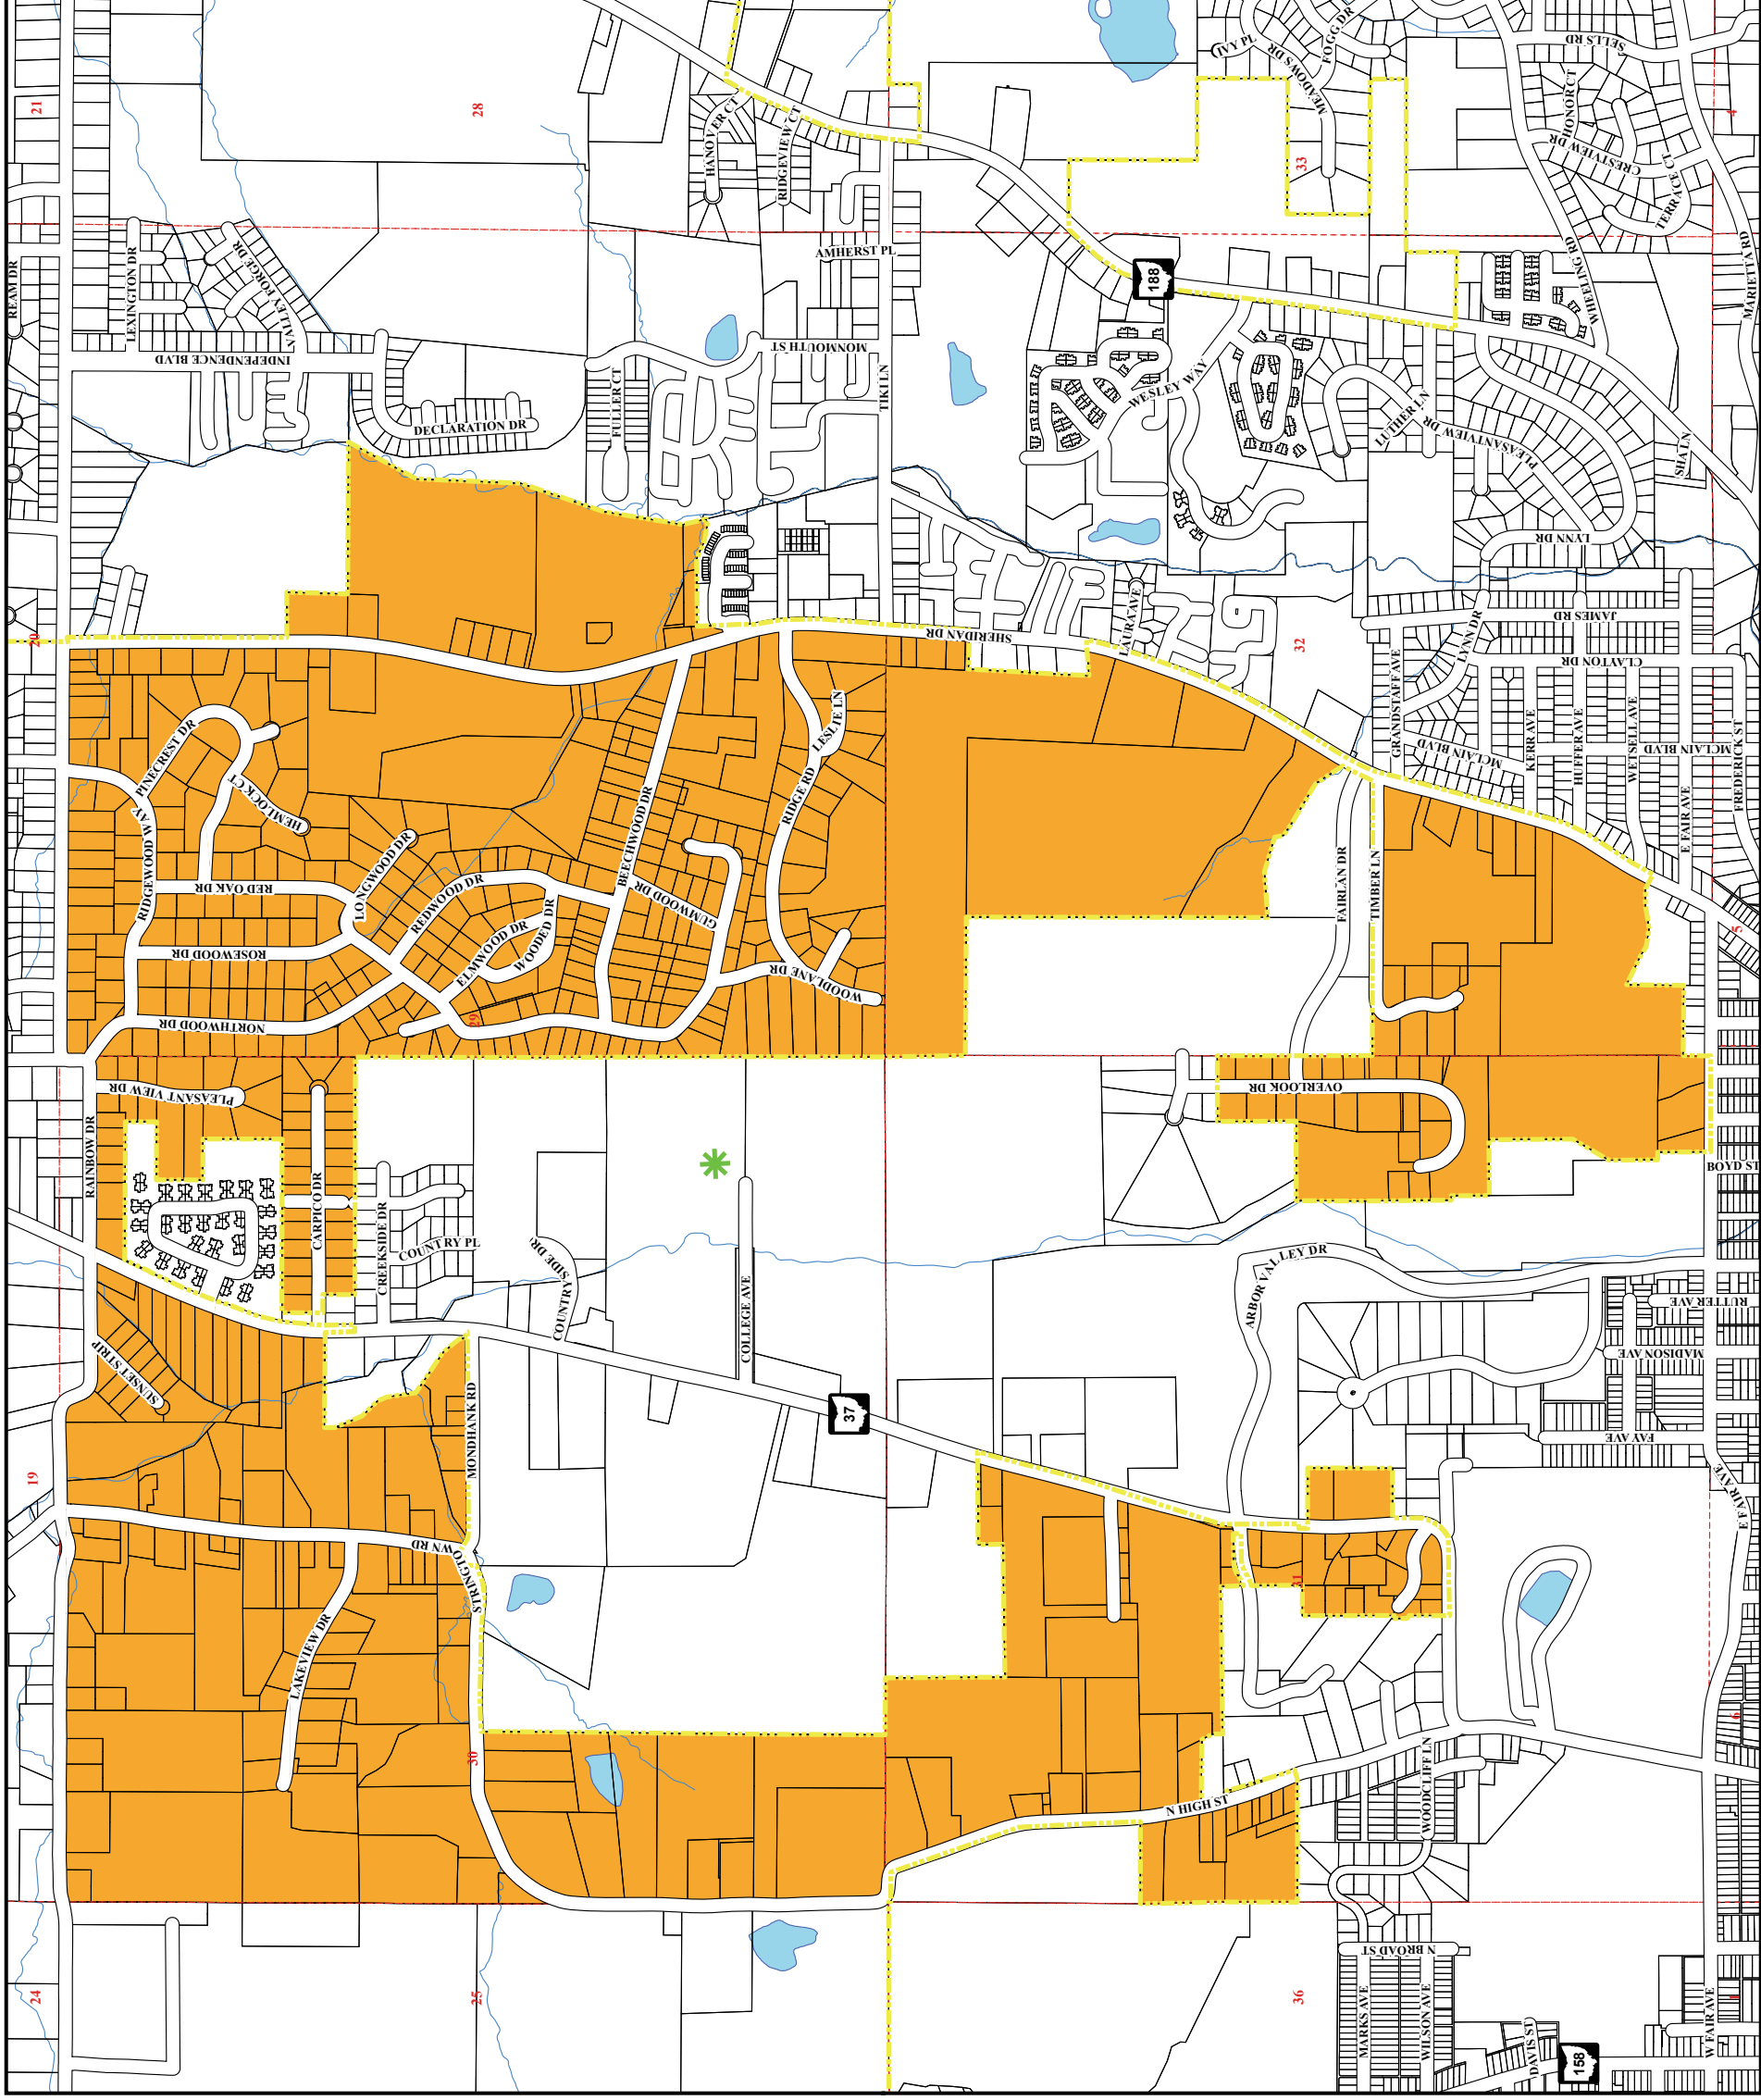 21
28
33
4
REAM DR
LEXINGTON DR
VALLEY FORGE DR
INDEPENDENCE BLVD
DECLARATION DR
FULLER CT
HANOVER CT
RIDGEVIEW CT
AMHERST PL
MONMOUTH ST
TIKI LN
IVY PL
MEADOWS DR
FOGG DR
SELLS RD
HONOR CT
CRESTVIEW DR
TERRACE CT
WHEELING RD
MARIETTA RD
188
WESLEY WAY
LUTHER LN
PLEASANTVIEW DR
SHA LN
LYNN DR
20
SHERIDAN DR
LAURA AVE
32
JAMES RD
LYNN DR
CLAYTON DR
GRANDSTAFF AVE
MCLAIN BLVD
KERR AVE
HUFFER AVE
WETSELL AVE
MCLAIN BLVD
E FAIR AVE
FREDERICK ST
PINECREST DR
HEMLOCK CT
RIDGEWOOD WAY
RED OAK DR
LONGWOOD DR
REDWOOD DR
ROSEWOOD DR
ELMWOOD DR
WOODED DR
NORTHWOOD DR
29
BEECHWOOD DR
GUMWOOD DR
RIDGE RD
LESLIE LN
WOODLANE DR
FAIRLAN DR
TIMBER LN
5
OVERLOOK DR
BOYD ST
PLEASANT VIEW DR
RAINBOW DR
CARPICO DR
CREEKSIDE DR
COUNTRY PL
COUNTRY SIDE DR
COLLEGE AVE
ARBOR VALLEY DR
RUTTER AVE
MADISON AVE
FAY AVE
E FAIR AVE
SUNSET STRIP
MONDHANK RD
37
19
STRINGTOWN RD
LAKEVIEW DR
30
31
6
N HIGH ST
WOODCLIFF LN
24
25
36
1
N BROAD ST
MARKS AVE
WILSON AVE
DAVIS ST
158
W FAIR AVE